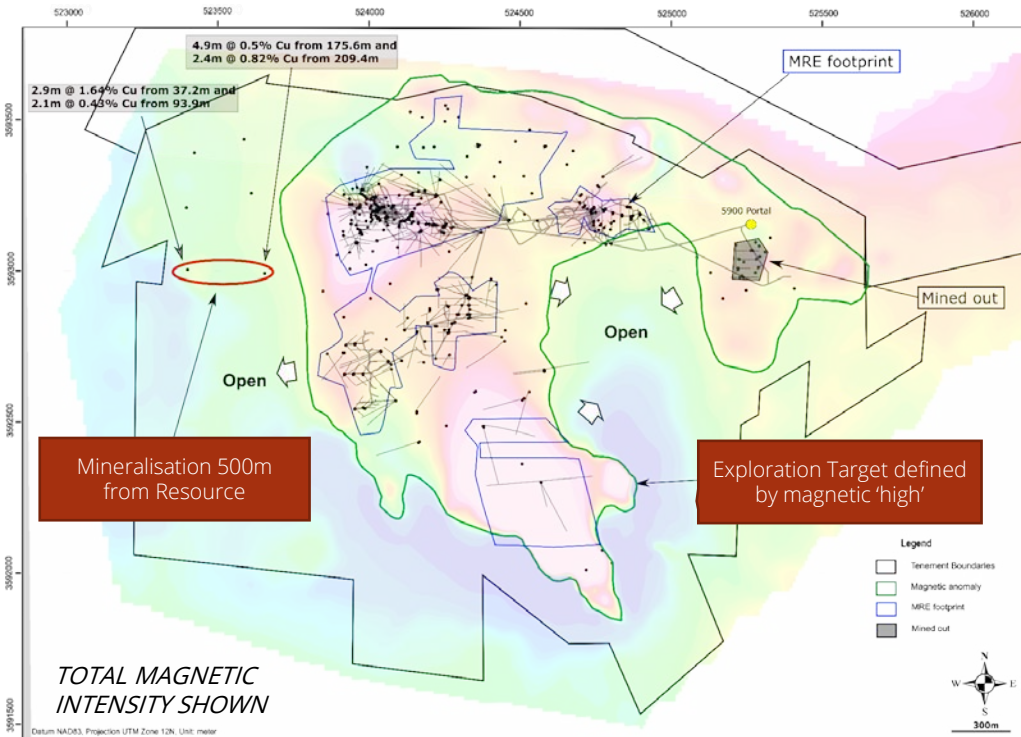 523000
523500
524000
524500
525000
525500
526000
4.9m @ 0.5% Cu from 175.6m and
2.4m @ 0.82% Cu from 209.4m
2.9m @ 1.64% Cu from 37.2m and
2.1m @ 0.43% Cu from 93.9m
MRE footprint
3593500
5900 Portal
3593000
Mined out
Open
Open
3592500
Mineralisation 500m
from Resource
Exploration Target defined
by magnetic ‘high’
Legend
Tenement Boundaries
Magnetic anomaly
MRE footprint
Mined out
3592000
TOTAL MAGNETIC
INTENSITY SHOWN
N
W E
S
300m
3591500
Datum NAD83, Projection UTM Zone 12N, Unit: meter